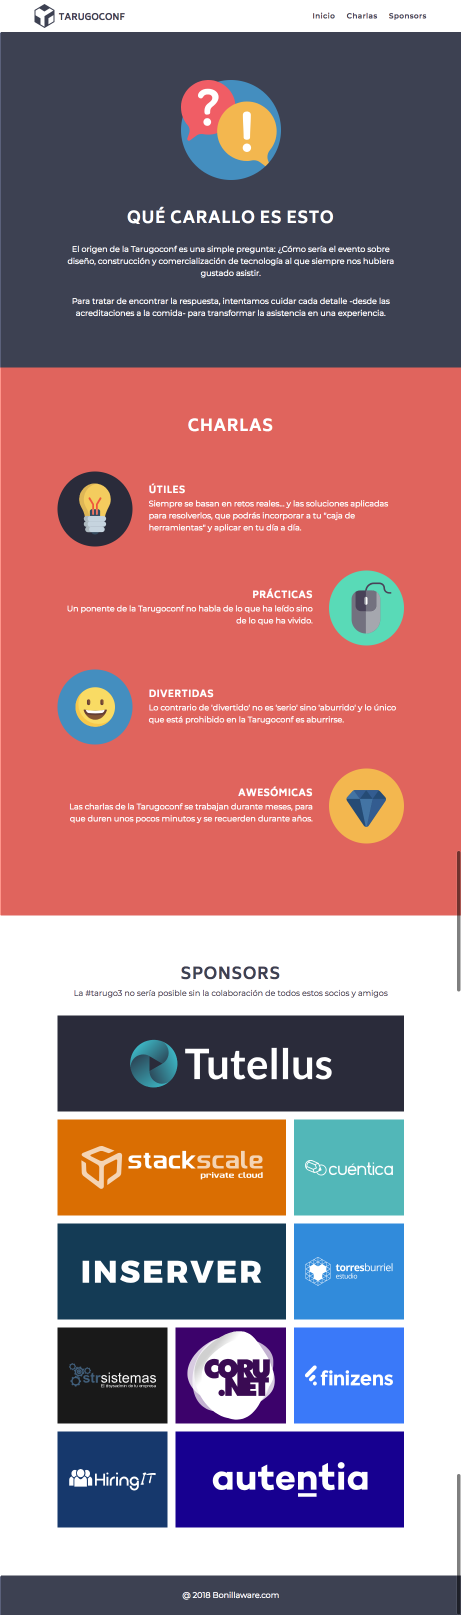 TARUGOCONF
Inicio Charlas Sponsors
? !
QUÉ CARALLO ES ESTO
El origen de la Tarugoconf es una simple pregunta: ¿Cómo sería el evento sobre
diseño, construcción y comercialización de tecnología al que siempre nos hubiera
gustado asistir.
Para tratar de encontrar la respuesta, intentamos cuidar cada detalle -desde las
acreditaciones a la comida- para transformar la asistencia en una experiencia.
CHARLAS
ÚTILES
Siempre se basan en retos reales... y las soluciones aplicadas
para resolverlos, que podrás incorporar a tu "caja de
herramientas" y aplicar en tu día a día.
PRÁCTICAS
Un ponente de la Tarugoconf no habla de lo que ha leído sino
de lo que ha vivido.
DIVERTIDAS
Lo contrario de 'divertido' no es 'serio' sino 'aburrido' y lo único
que está prohibido en la Tarugoconf es aburrirse.
AWESÓMICAS
Las charlas de la Tarugoconf se trabajan durante meses, para
que duren unos pocos minutos y se recuerden durante años.
SPONSORS
La #tarugo3 no sería posible sin la colaboración de todos estos socios y amigos
Tutellus
stackscale
private cloud
cuéntica
INSERVER
torresburriel
estudio
strsistemas
de tu empresa
CORU
.NET
finizens
Hiring IT
autentia
@ 2018 Bonillaware.com